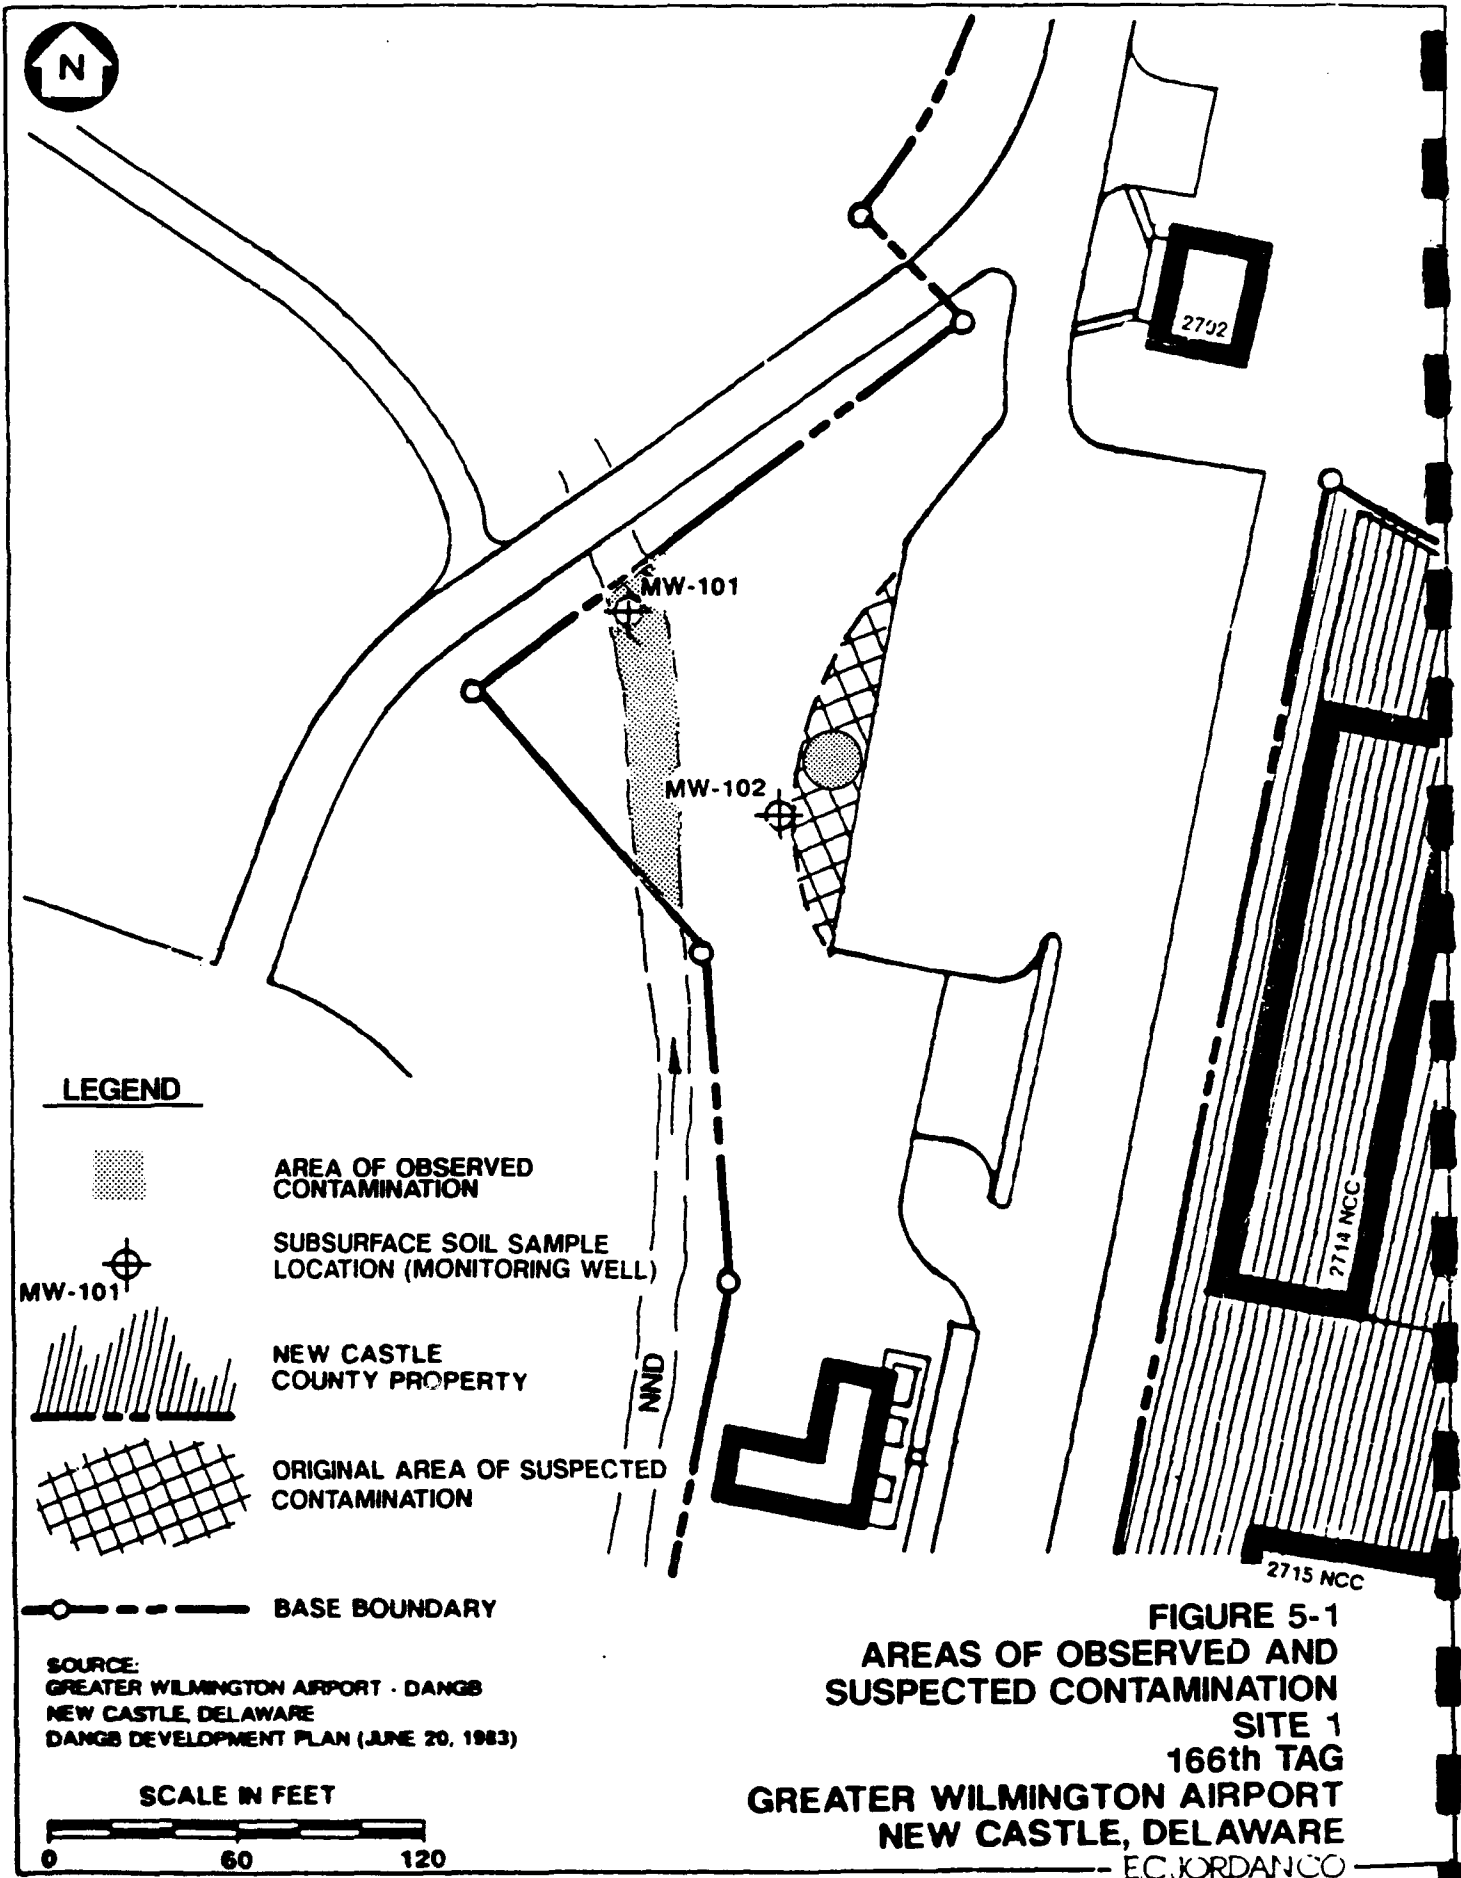 N
2702
MW-101
MW-102
2714 NCC
LEGEND
AREA OF OBSERVED
CONTAMINATION
SUBSURFACE SOIL SAMPLE
LOCATION (MONITORING WELL)
MW-101
NEW CASTLE
COUNTY PROPERTY
NND
ORIGINAL AREA OF SUSPECTED
CONTAMINATION
2715 NCC
BASE BOUNDARY
SOURCE:
GREATER WILMINGTON AIRPORT - DANGB
NEW CASTLE, DELAWARE
DANGB DEVELOPMENT PLAN (JUNE 20, 1983)
SCALE IN FEET
0 60 120
FIGURE 5-1
AREAS OF OBSERVED AND
SUSPECTED CONTAMINATION
SITE 1
166th TAG
GREATER WILMINGTON AIRPORT
NEW CASTLE, DELAWARE
E.C.JORDANCO